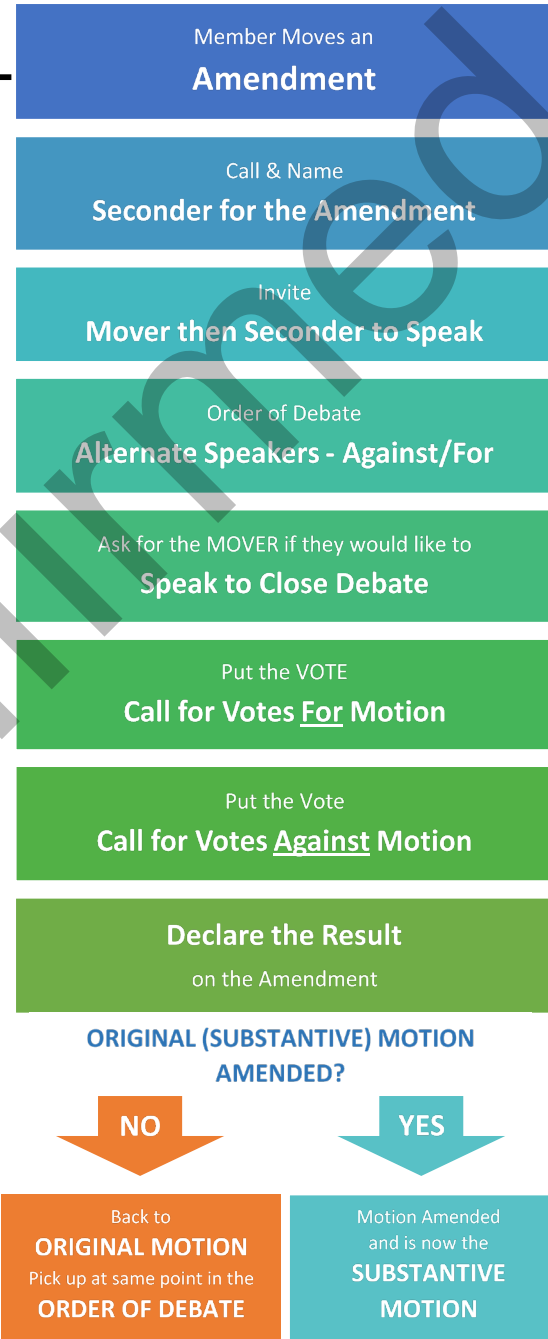 Member Moves an
Amendment
Call & Name
Seconder for the Amendment
Invite
Mover then Seconder to Speak
Order of Debate
Alternate Speakers - Against/For
Ask for the MOVER if they would like to
Speak to Close Debate
Put the VOTE
Call for Votes For Motion
Put the Vote
Call for Votes Against Motion
Declare the Result
on the Amendment
ORIGINAL (SUBSTANTIVE) MOTION
AMENDED?
NO
YES
Back to
ORIGINAL MOTION
Pick up at same point in the
ORDER OF DEBATE
Motion Amended
and is now the
SUBSTANTIVE
MOTION